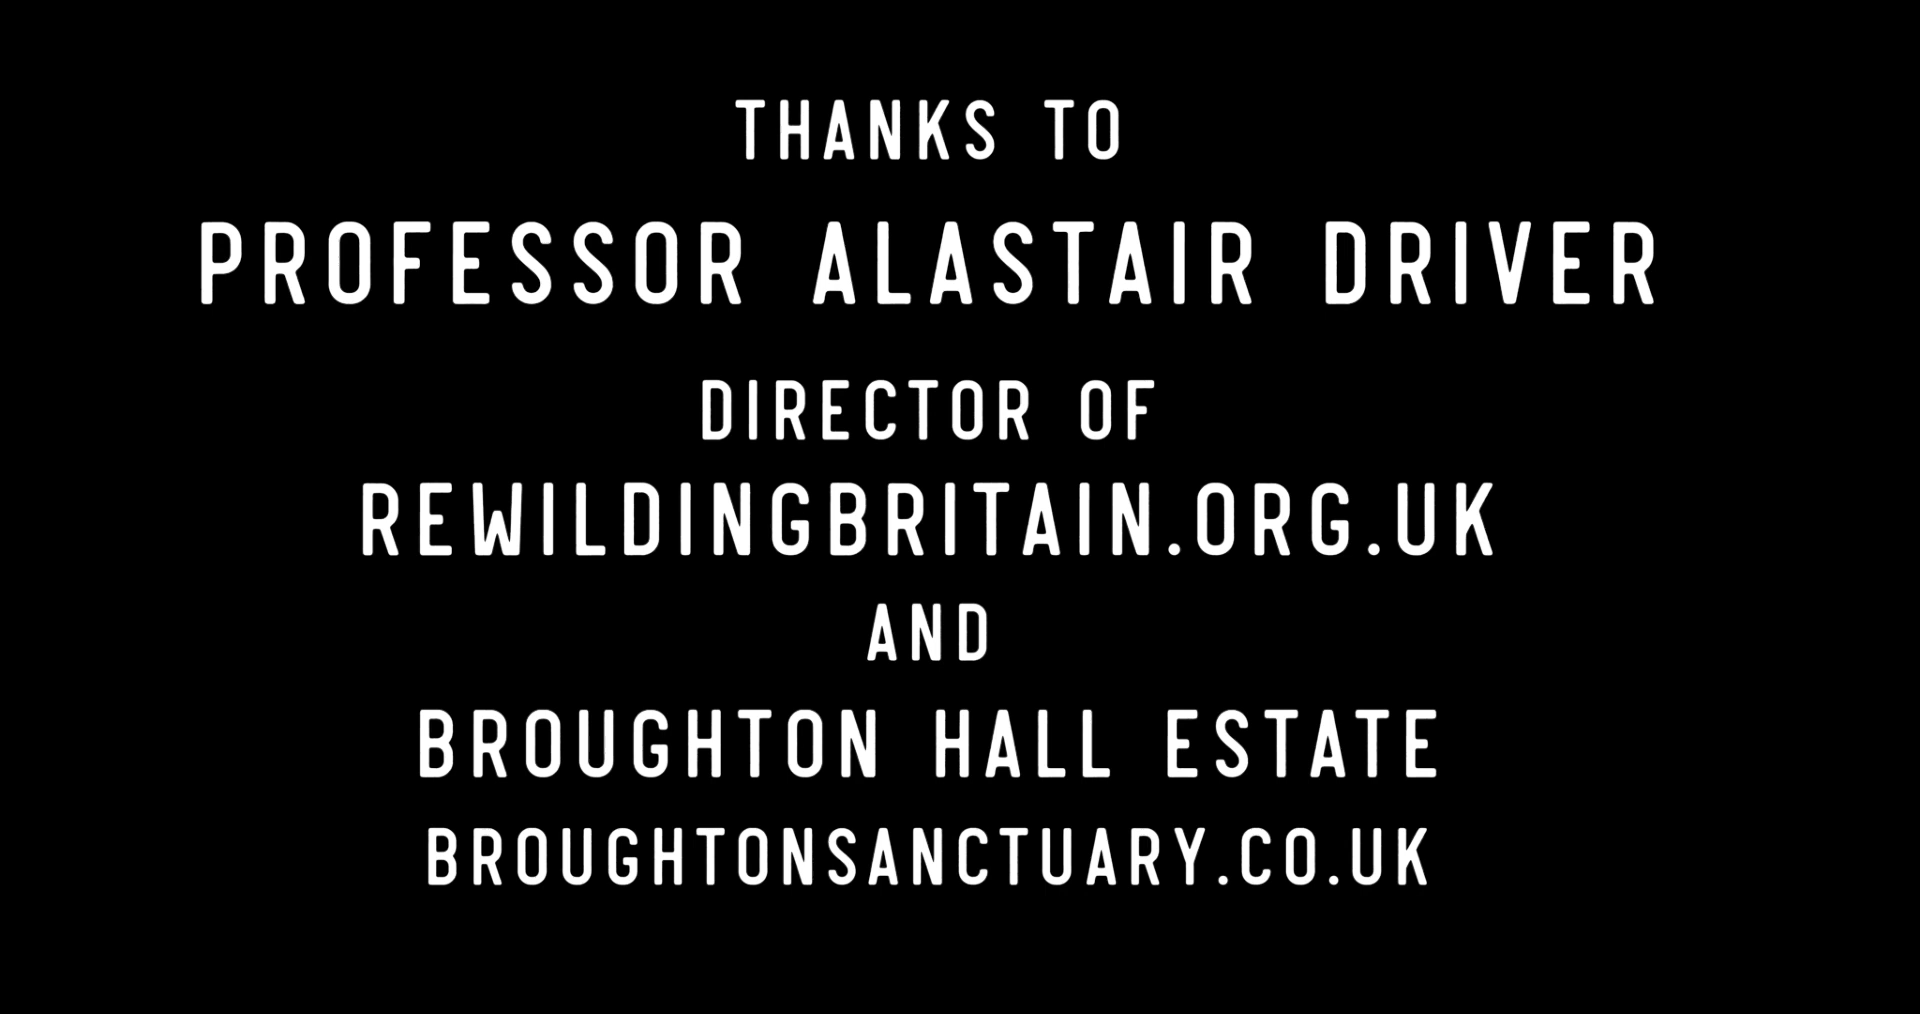 THANKS TO
PROFESSOR ALASTAIR DRIVER
DIRECTOR OF
REWILDINGBRITAIN.ORG.UK
AND
BROUGHTON HALL ESTATE
BROUGHTONSANCTUARY.CO.UK